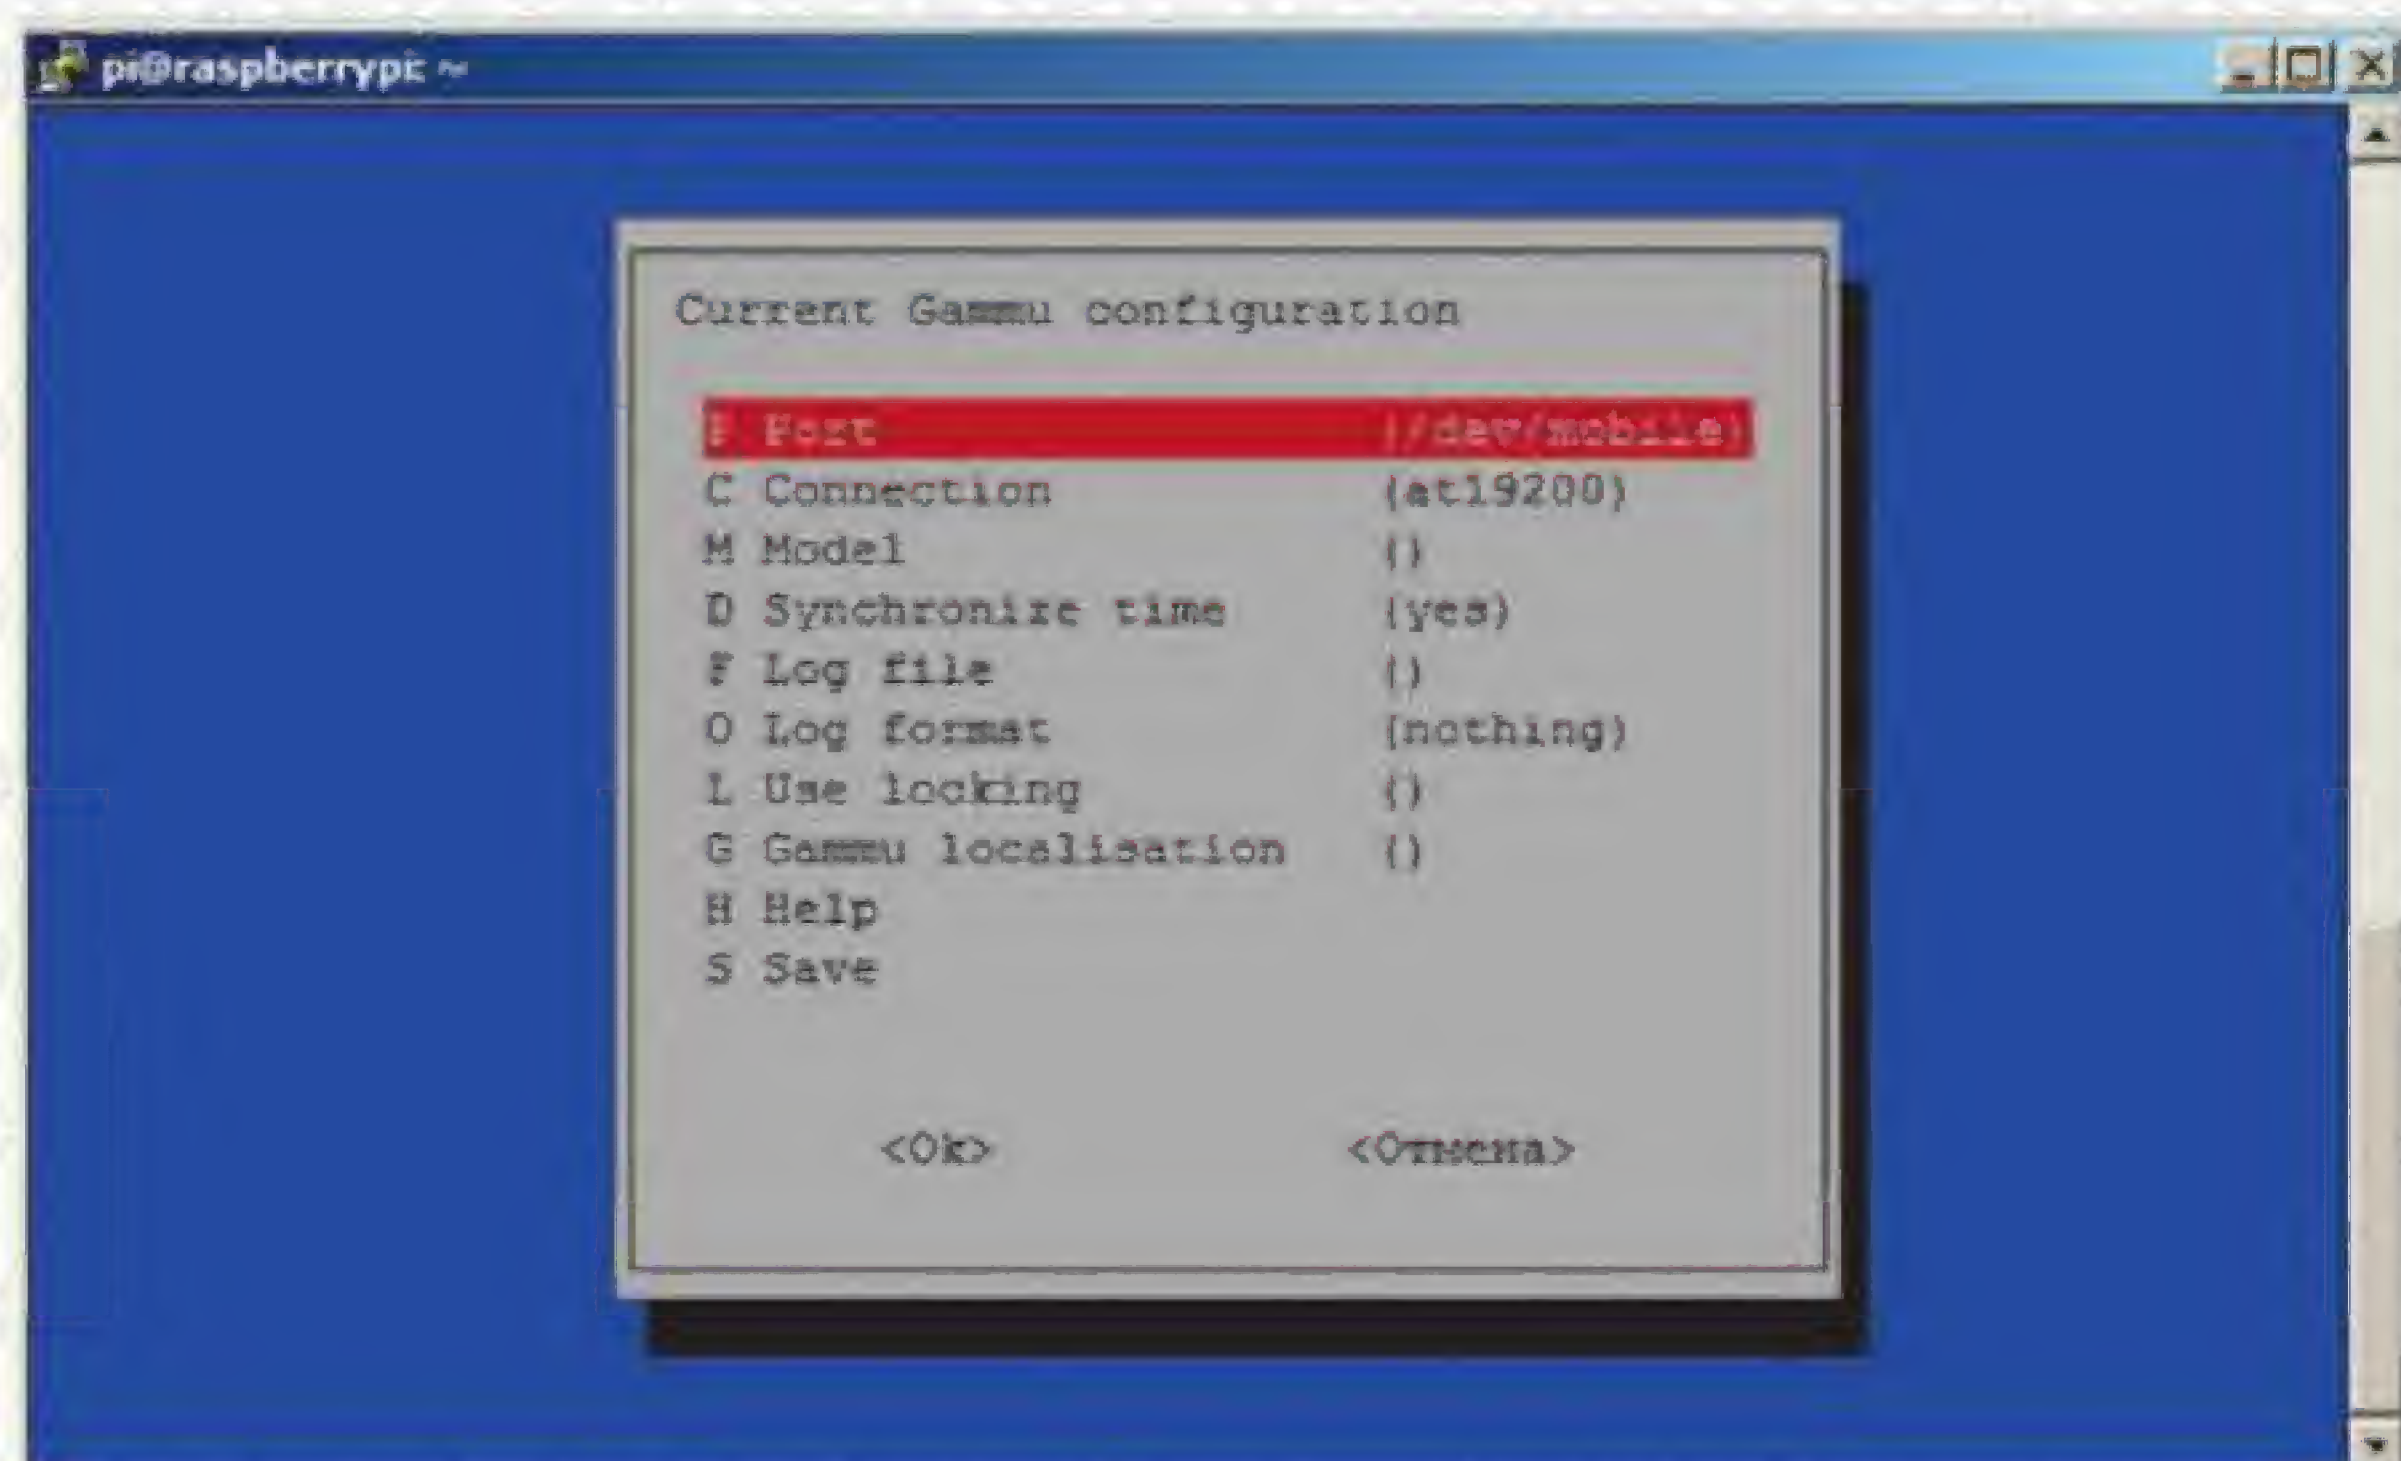 pi@raspberrypi: ~
Current Gammu configuration
P Port (/dev/mobile)
C Connection (at19200)
M Model ()
D Synchronize time (yes)
F Log file ()
O Log format (nothing)
L Use locking ()
G Gammu localisation ()
H Help
S Save
<Ok> <Отмена>